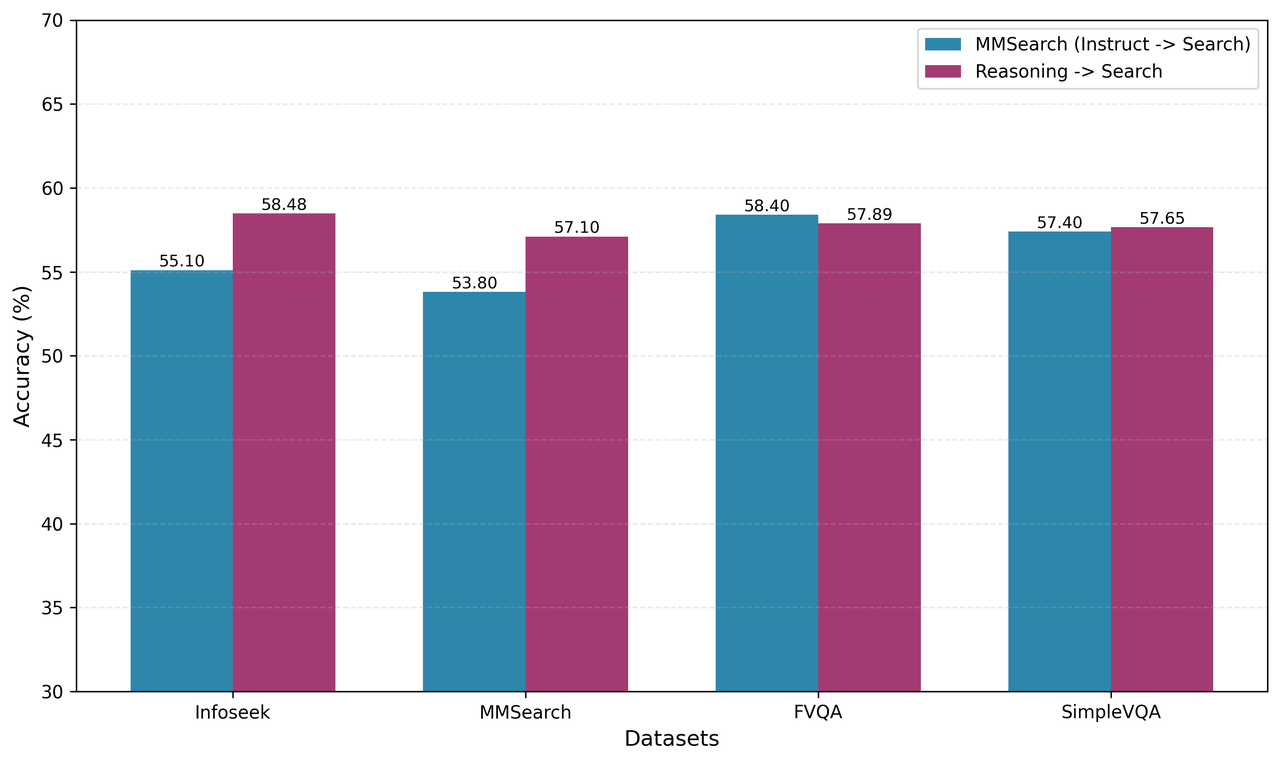 70
65
60
55
50
45
40
35
30
Accuracy (%)
MMSearch (Instruct -> Search)
Reasoning -> Search
55.10
58.48
53.80
57.10
58.40
57.89
57.40
57.65
Infoseek
MMSearch
FVQA
SimpleVQA
Datasets